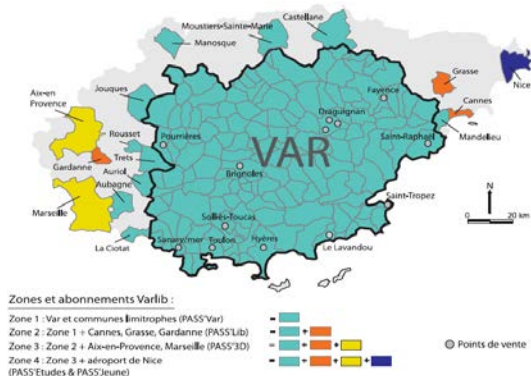 Castellane
Moustiers-Sainte-Marie
Manosque
Grasse
Nice
Fayence
Cannes
Jouques
Aix-en
Provence
Draguignan
Mandelieu
Rousset
Pourrières
VAR
Saint-Raphaël
Trets
Gardanne
Auriol
Brignoles
Aubagne
Marseille
Saint-Tropez
N
Solliès-Toucas
La Ciotat
Sanary/mer
Toulon
Hyères
Le Lavandou
0 20 km
Zones et abonnements Varlib :
Zone 1 : Var et communes limitrophes (PASS'Var) =
Zone 2 : Zone 1 + Cannes, Grasse, Gardanne (PASS'Lib) = +
Zone 3 : Zone 2 + Aix-en-Provence, Marseille (PASS'3D) = + +
Zone 4 : Zone 3 + aéroport de Nice = + + +
(PASS'Etudes & PASS'Jeune)
Points de vente